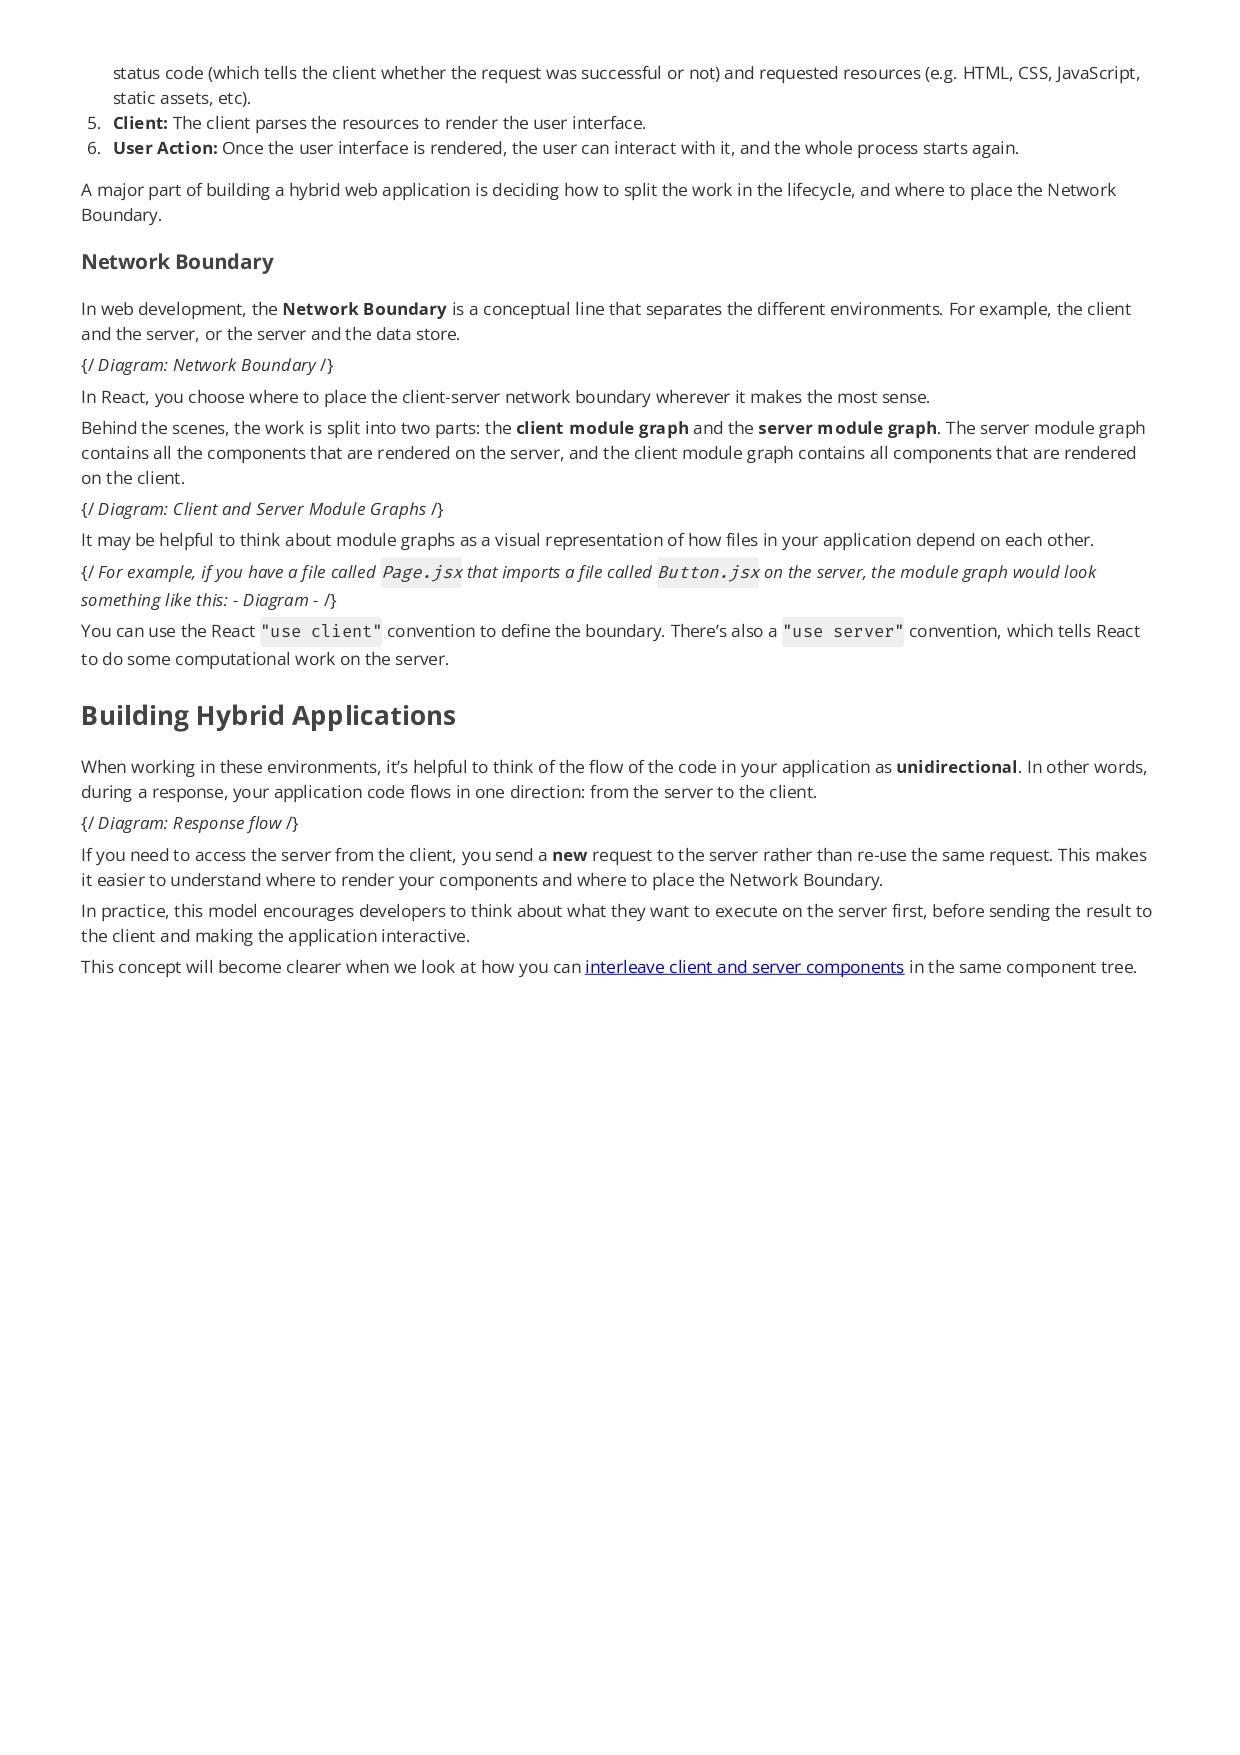 status code (which tells the client whether the request was successful or not) and requested resources (e.g. HTML, CSS, JavaScript,
static assets, etc).
5. Client: The client parses the resources to render the user interface.
6. User Action: Once the user interface is rendered, the user can interact with it, and the whole process starts again.
A major part of building a hybrid web application is deciding how to split the work in the lifecycle, and where to place the Network
Boundary.
Network Boundary
In web development, the Network Boundary is a conceptual line that separates the different environments. For example, the client
and the server, or the server and the data store.
{/ Diagram: Network Boundary /}
In React, you choose where to place the client-server network boundary wherever it makes the most sense.
Behind the scenes, the work is split into two parts: the client module graph and the server module graph. The server module graph
contains all the components that are rendered on the server, and the client module graph contains all components that are rendered
on the client.
{/ Diagram: Client and Server Module Graphs /}
It may be helpful to think about module graphs as a visual representation of how files in your application depend on each other.
{/ For example, if you have a file called Page.jsx that imports a file called Button.jsx on the server, the module graph would look
something like this: - Diagram - /}
You can use the React "use client" convention to define the boundary. There’s also a "use server" convention, which tells React
to do some computational work on the server.
Building Hybrid Applications
When working in these environments, it’s helpful to think of the flow of the code in your application as unidirectional. In other words,
during a response, your application code flows in one direction: from the server to the client.
{/ Diagram: Response flow /}
If you need to access the server from the client, you send a new request to the server rather than re-use the same request. This makes
it easier to understand where to render your components and where to place the Network Boundary.
In practice, this model encourages developers to think about what they want to execute on the server first, before sending the result to
the client and making the application interactive.
This concept will become clearer when we look at how you can interleave client and server components in the same component tree.